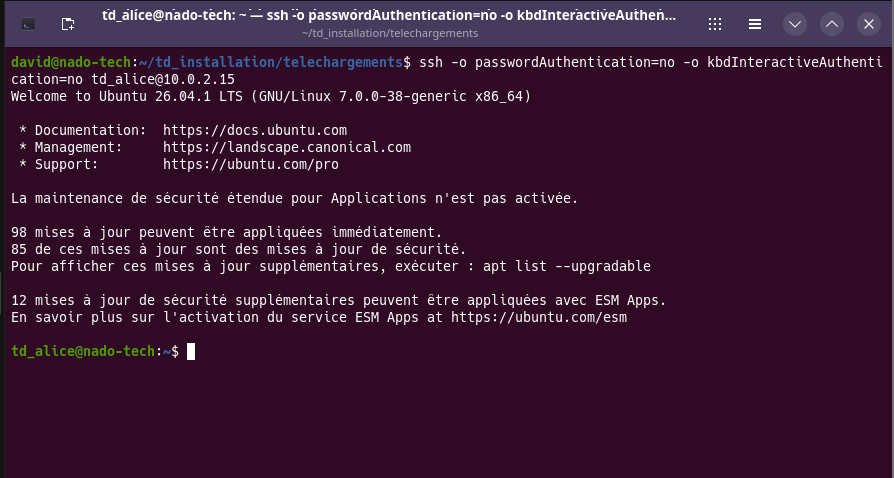 td_alice@nado-tech: ~ — ssh -o passwordAuthentication=no -o kbdInteractiveAuthen...
~/td_installation/telechargements
david@nado-tech:~/td_installation/telechargements$ ssh -o passwordAuthentication=no -o kbdInteractiveAuthenti
cation=no td_alice@10.0.2.15
Welcome to Ubuntu 26.04.1 LTS (GNU/Linux 7.0.0-38-generic x86_64)
* Documentation:  https://docs.ubuntu.com
* Management:     https://landscape.canonical.com
* Support:        https://ubuntu.com/pro
La maintenance de sécurité étendue pour Applications n'est pas activée.
98 mises à jour peuvent être appliquées immédiatement.
85 de ces mises à jour sont des mises à jour de sécurité.
Pour afficher ces mises à jour supplémentaires, exécuter : apt list --upgradable
12 mises à jour de sécurité supplémentaires peuvent être appliquées avec ESM Apps.
En savoir plus sur l'activation du service ESM Apps at https://ubuntu.com/esm
td_alice@nado-tech:~$